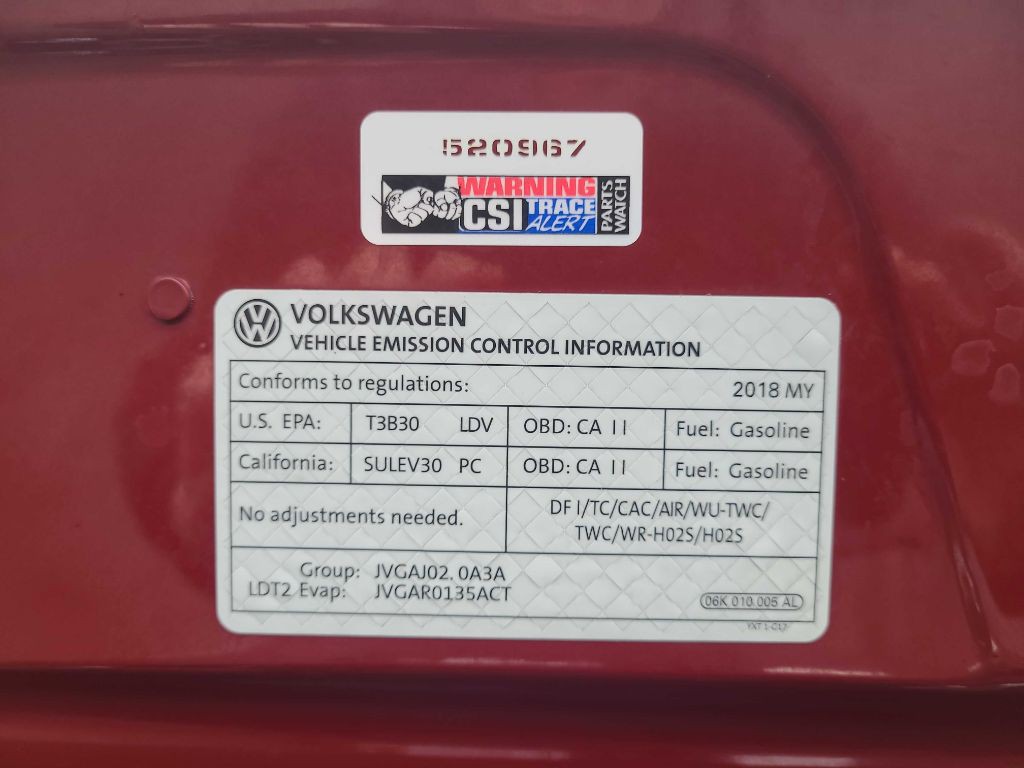 520967
WARNING
CSI TRACE ALERT
PARTS WATCH
VOLKSWAGEN
VEHICLE EMISSION CONTROL INFORMATION
Conforms to regulations: 2018 MY
U.S. EPA: T3B30 LDV OBD: CA II Fuel: Gasoline
California: SULEV30 PC OBD: CA II Fuel: Gasoline
No adjustments needed. DF I/TC/CAC/AIR/WU-TWC/
TWC/WR-H02S/H02S
Group: JVGAJ02.0A3A
LDT2 Evap: JVGAR0135ACT
06K 010 005 AL